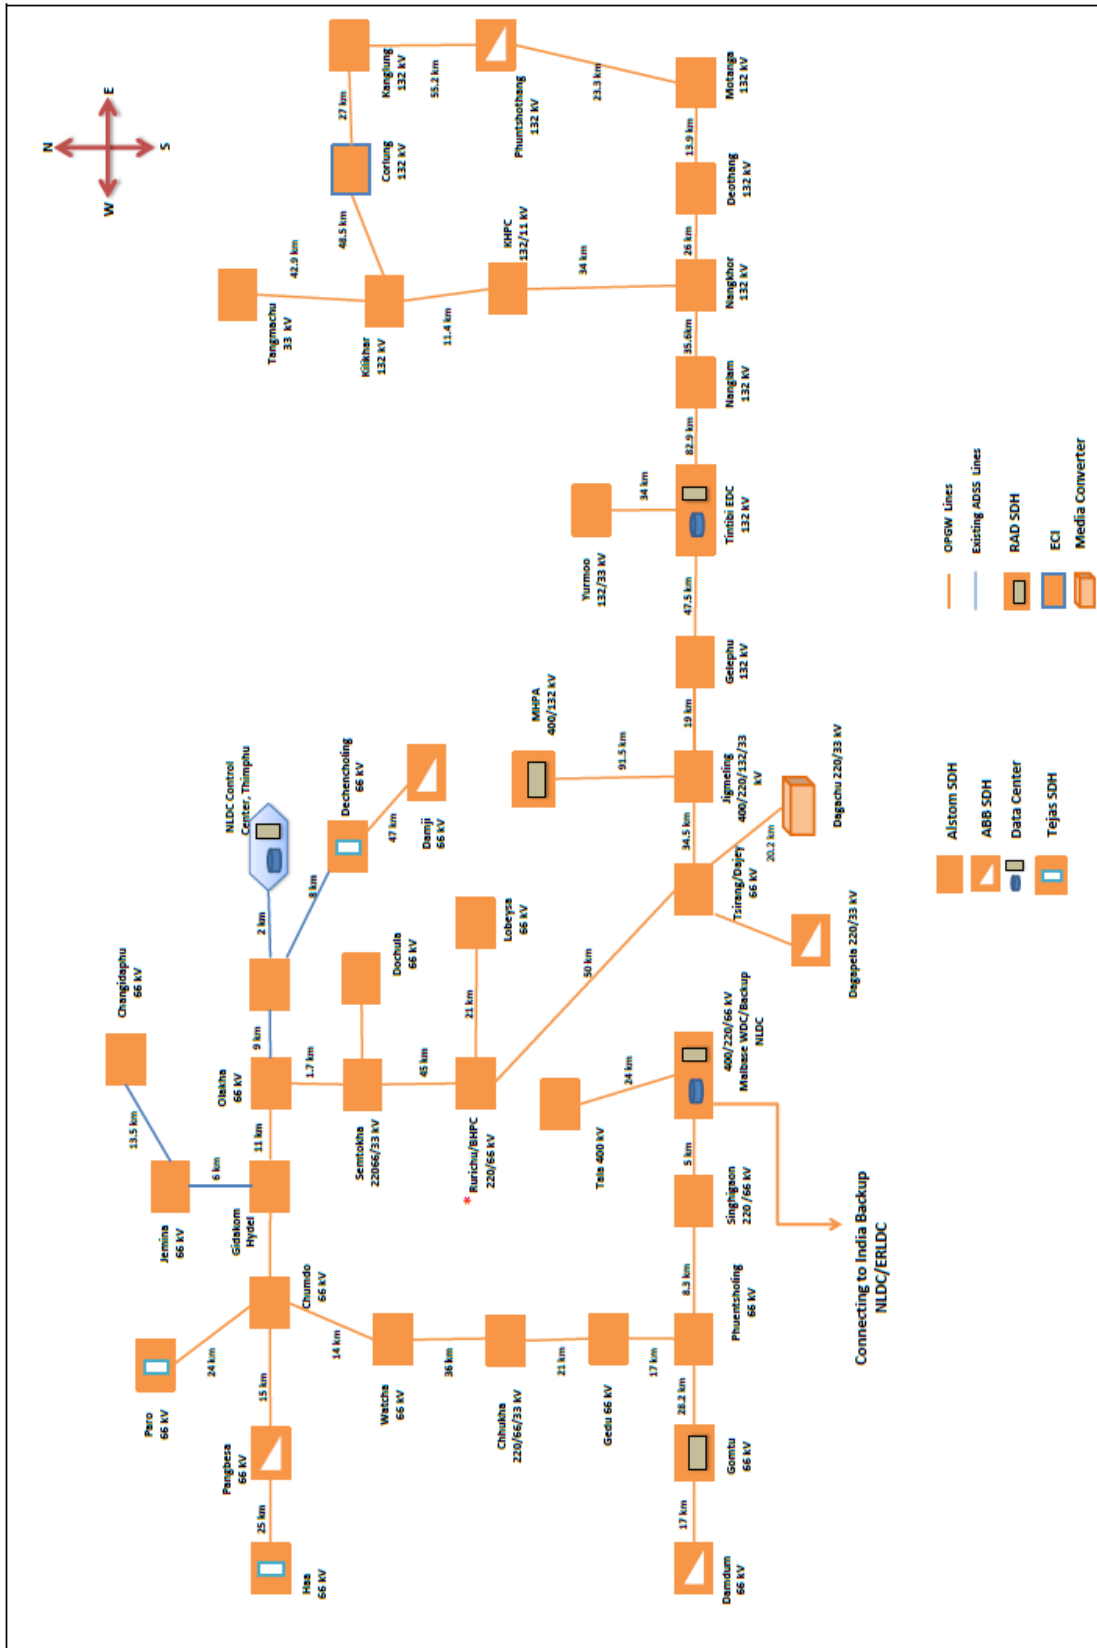 N
W
E
S
Haa
66 kV
25 km
Pangbesa
66 kV
15 km
Paro
66 kV
24 km
Chumdo
66 kV
Gidakom
Hydel
6 km
Jemina
66 kV
13.5 km
Changidaphu
66 kV
11 km
Olakha
66 kV
9 km
2 km
NLDC Control
Center, Thimphu
8 km
Dechencholing
66 kV
47 km
Damji
66 kV
1.7 km
Semtokha
22066/33 kV
Dochula
66 kV
45 km
* Rurichu/BHPC
220/66 kV
21 km
Lobeysa
66 kV
50 km
14 km
Watcha
66 kV
36 km
Chhukha
220/66/33 kV
21 km
Gedu 66 kV
17 km
Damdum
66 kV
17 km
Gomtu
66 kV
28.2 km
Phuentsholing
66 kV
8.3 km
Singhigaon
220 /66 kV
5 km
400/220/66 kV
Malbase WDC/Backup
NLDC
24 km
Tala 400 kV
Connecting to India Backup
NLDC/ERLDC
Tsirang/Dajey
66 kV
Dagapela 220/33 kV
20.2 km
Dagachu 220/33 kV
34.5 km
Jigmeling
400/220/132/33
kV
91.5 km
MHPA
400/132 kV
19 km
Gelephu
132 kV
47.5 km
Tintibi EDC
132 kV
34 km
Yurmoo
132/33 kV
82.9 km
Nanglam
132 kV
35.6km
Nangkhor
132 kV
34 km
KHPC
132/11 kV
11.4 km
Kilikhar
132 kV
42.9 km
Tangmachu
33 kV
48.5 km
Corlung
132 kV
27 km
Kanglung
132 kV
55.2 km
Phuntshothang
132 kV
23.3 km
26 km
Deothang
132 kV
13.9 km
Motanga
132 kV
Alstom SDH
ABB SDH
Data Center
Tejas SDH
OPGW Lines
Existing ADSS Lines
RAD SDH
ECI
Media Converter